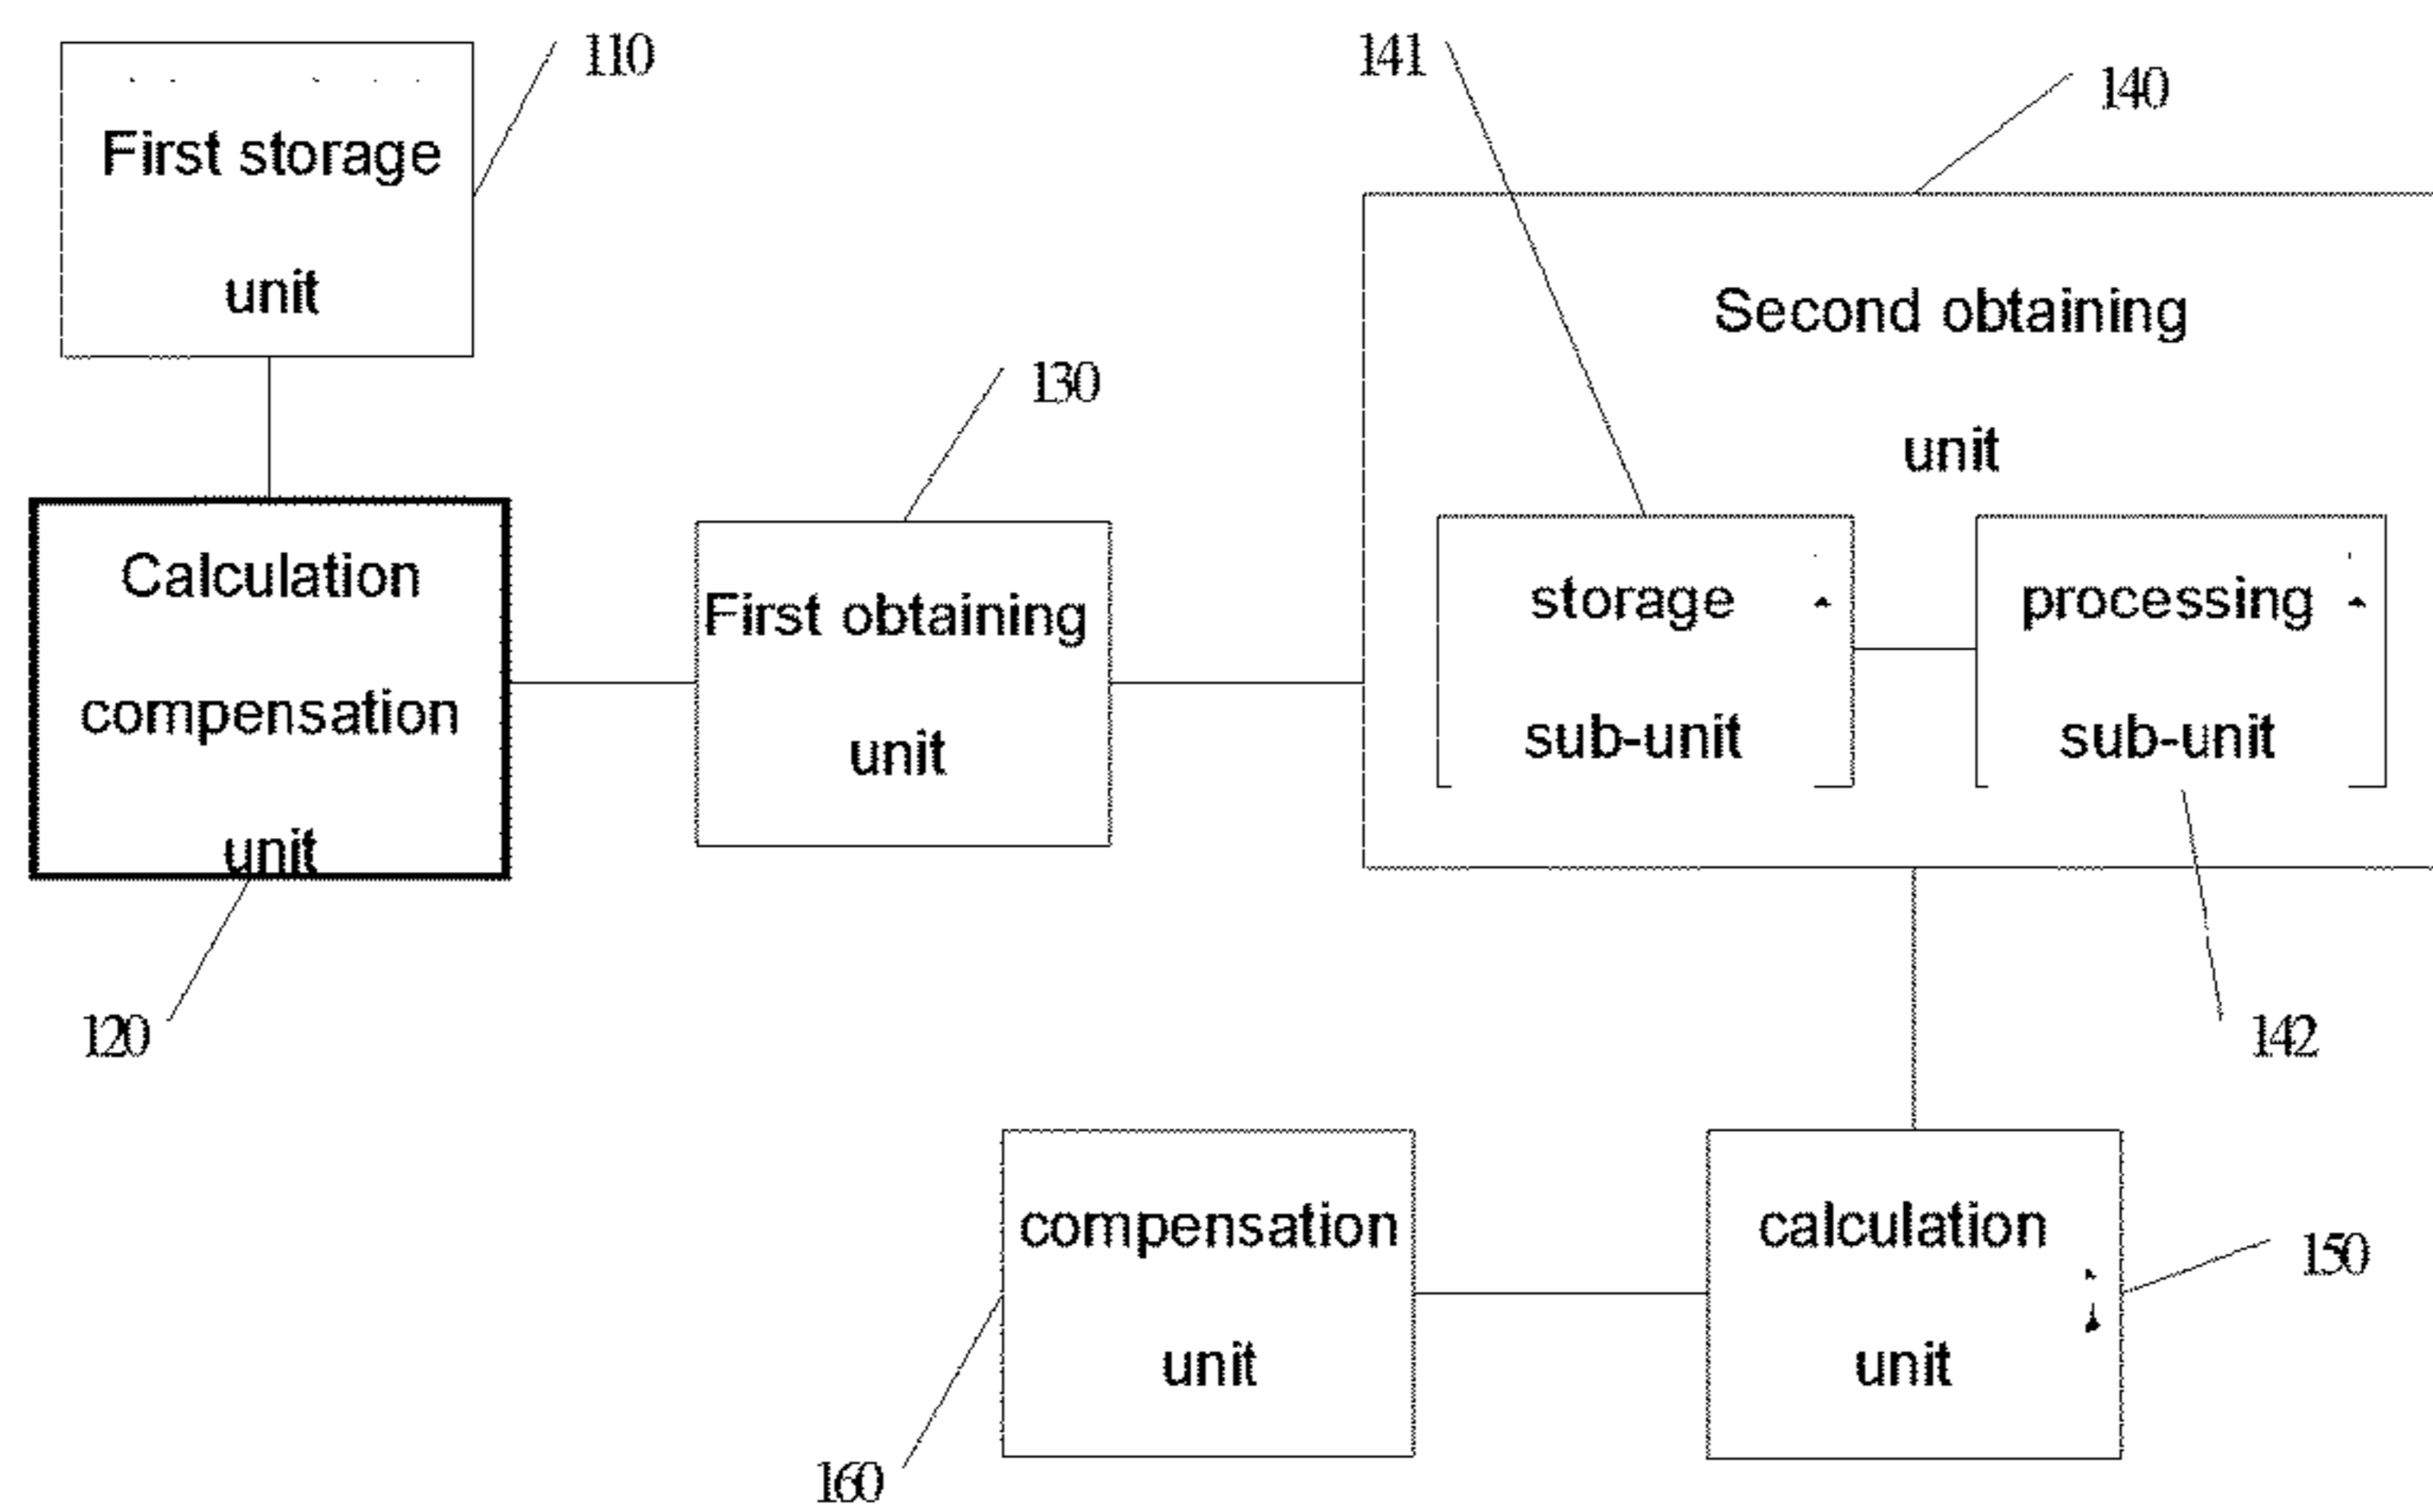 110
First storage
unit
141
140
Second obtaining
unit
130
Calculation
compensation
unit
First obtaining
unit
storage
sub-unit
processing
sub-unit
120
142
compensation
unit
calculation
unit
150
160